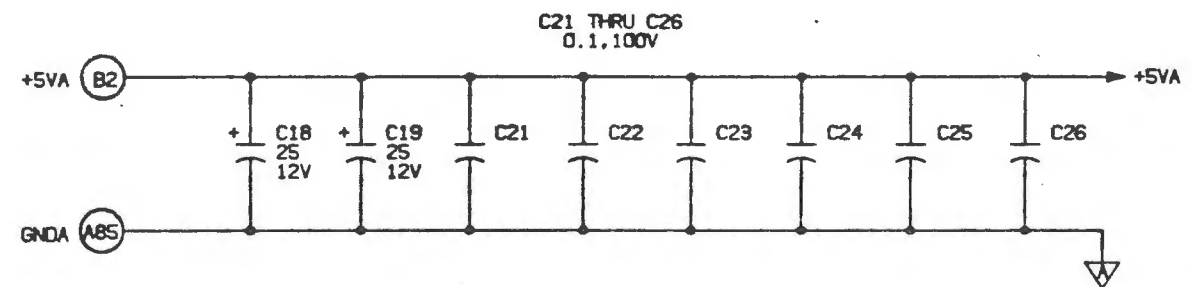 C21 THRU C26
0.1,100V
+5VA B2
+5VA
+ C18
25
12V
+ C19
25
12V
C21
C22
C23
C24
C25
C26
GNDA A85
A